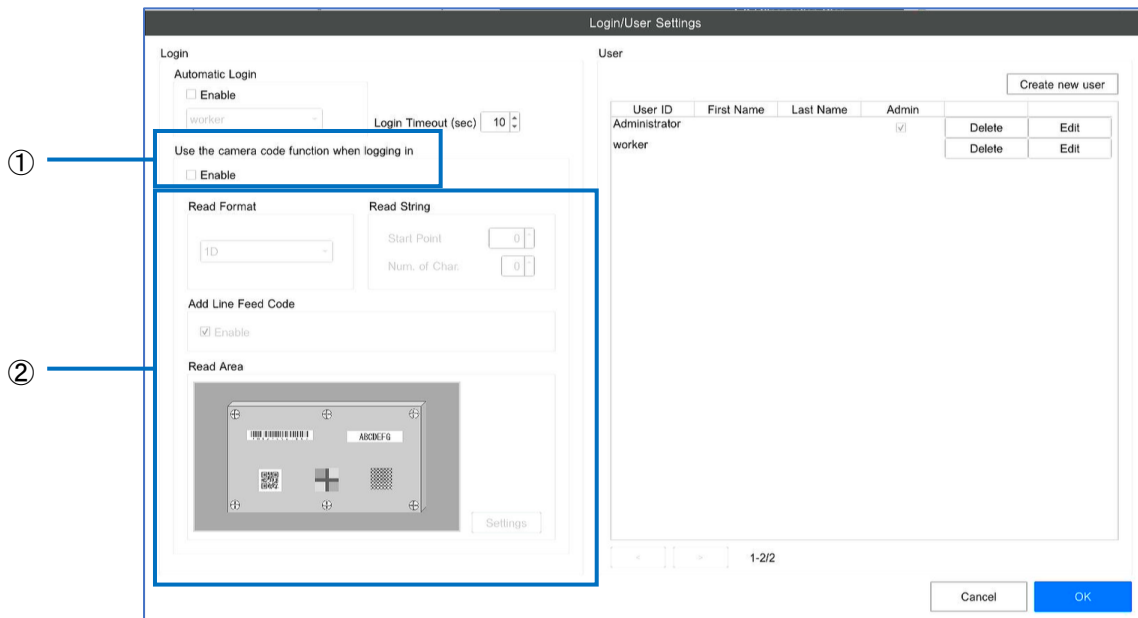 Login/User Settings
Login
Automatic Login
Enable
worker
Login Timeout (sec) 10
①
Use the camera code function when logging in
Enable
②
Read Format
1D
Read String
Start Point 0
Num. of Char. 0
Add Line Feed Code
Enable
Read Area
ABCDEFG
Settings
User
Create new user
User ID First Name Last Name Admin
Administrator Delete Edit
worker Delete Edit
< > 1-2/2
Cancel OK